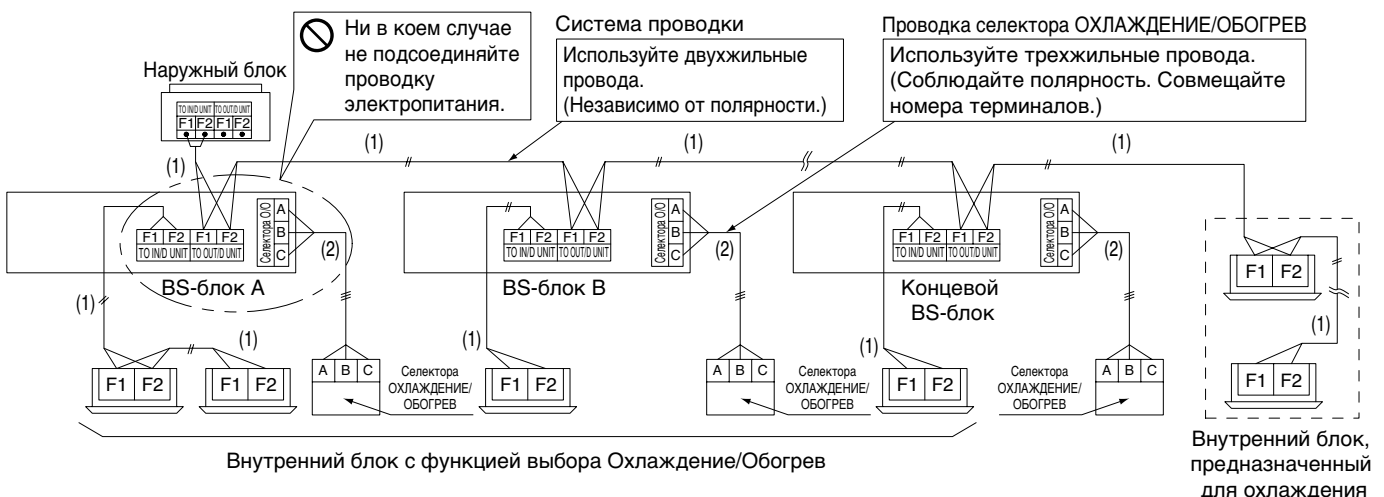 Ни в коем случае
не подсоединяйте
проводку
электропитания.
Система проводки
Используйте двухжильные
провода.
(Независимо от полярности.)
Проводка селектора ОХЛАЖДЕНИЕ/ОБОГРЕВ
Используйте трехжильные провода.
(Соблюдайте полярность. Совмещайте
номера терминалов.)
Наружный блок
TO IN/D UNIT TO OUT/D UNIT
F1 F2 F1 F2
(1)
(1)
(1)
(1)
F1 F2 F1 F2
TO IN/D UNIT TO OUT/D UNIT
Селектора О/О
A
B
C
(2)
BS-блок A
F1 F2 F1 F2
TO IN/D UNIT TO OUT/D UNIT
Селектора О/О
A
B
C
(2)
BS-блок B
F1 F2 F1 F2
TO IN/D UNIT TO OUT/D UNIT
Селектора О/О
A
B
C
(2)
Концевой
BS-блок
F1 F2
(1)
F1 F2
(1)
(1)
F1 F2
F1 F2
A B C
Селектора
ОХЛАЖДЕНИЕ/
ОБОГРЕВ
(1)
F1 F2
A B C
Селектора
ОХЛАЖДЕНИЕ/
ОБОГРЕВ
(1)
F1 F2
Селектора
ОХЛАЖДЕНИЕ/
ОБОГРЕВ
A B C
Внутренний блок с функцией выбора Охлаждение/Обогрев
Внутренний блок,
предназначенный
для охлаждения